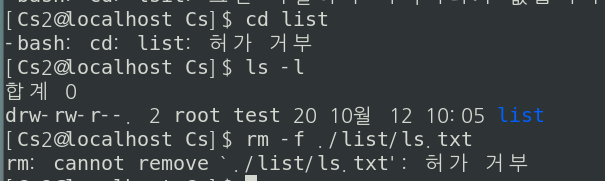 [Cs2@localhost Cs]$ cd list
-bash: cd: list: 허가 거부
[Cs2@localhost Cs]$ ls -l
합계 0
drw-rw-r--. 2 root test 20 10월 12 10:05 list
[Cs2@localhost Cs]$ rm -f ./list/ls.txt
rm: cannot remove `./list/ls.txt': 허가 거부